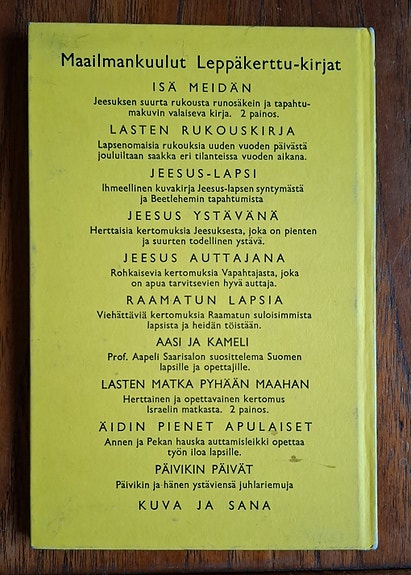 Maailmankuulut Leppäkerttu-kirjat
ISÄ MEIDÄN
Jeesuksen suurta rukousta runosäkein ja tapahtu-
makuvin valaiseva kirja. 2 painos.
LASTEN RUKOUSKIRJA
Lapsenomaisia rukouksia uuden vuoden päivästä
jouluiltaan saakka eri tilanteissa vuoden aikana.
JEESUS-LAPSI
Ihmeellinen kuvakirja Jeesus-lapsen syntymästä
ja Beetlehemin tapahtumista
JEESUS YSTÄVÄNÄ
Herttaisia kertomuksia Jeesuksesta, joka on pienten
ja suurten todellinen ystävä.
JEESUS AUTTAJANA
Rohkaisevia kertomuksia Vapahtajasta, joka
on apua tarvitsevien hyvä auttaja.
RAAMATUN LAPSIA
Viehättäviä kertomuksia Raamatun suloisimmista
lapsista ja heidän töistään.
AASI JA KAMELI
Prof. Aapeli Saarisalon suosittelema Suomen
lapsille ja opettajille.
LASTEN MATKA PYHÄÄN MAAHAN
Herttainen ja opettavainen kertomus
Israelin matkasta. 2 painos.
ÄIDIN PIENET APULAISET
Annen ja Pekan hauska auttamisleikki opettaa
työn iloa lapsille.
PÄIVIKIN PÄIVÄT
Päivikin ja hänen ystäviensä juhlariemuja
KUVA JA SANA